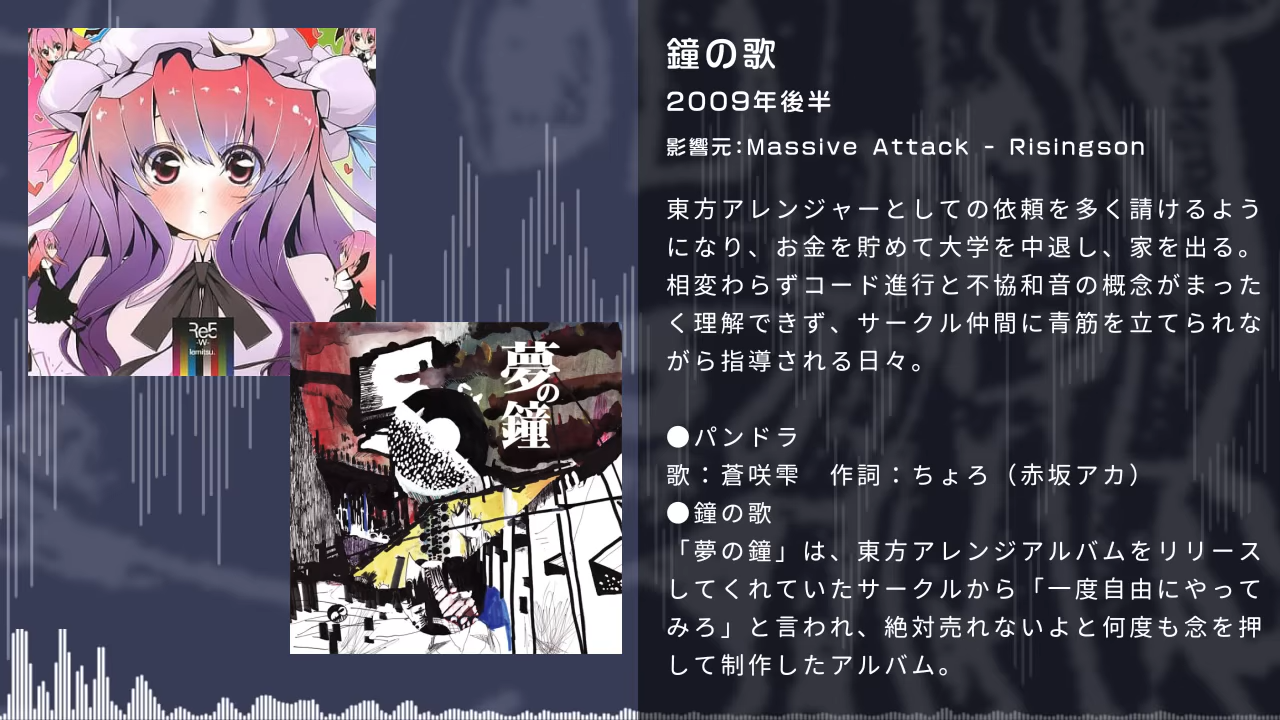 鐘の歌
2009年後半
影響元:Massive Attack - Risingson
東方アレンジャーとしての依頼を多く請けるよう
になり、お金を貯めて大学を中退し、家を出る。
相変わらずコード進行と不協和音の概念がまった
く理解できず、サークル仲間に青筋を立てられな
がら指導される日々。
●パンドラ
歌：蒼咲雫　作詞：ちょろ（赤坂アカ）
●鐘の歌
「夢の鐘」は、東方アレンジアルバムをリリース
してくれていたサークルから「一度自由にやって
みろ」と言われ、絶対売れないよと何度も念を押
して制作したアルバム。
Re5
-W-
Iemitsu.
夢の鐘